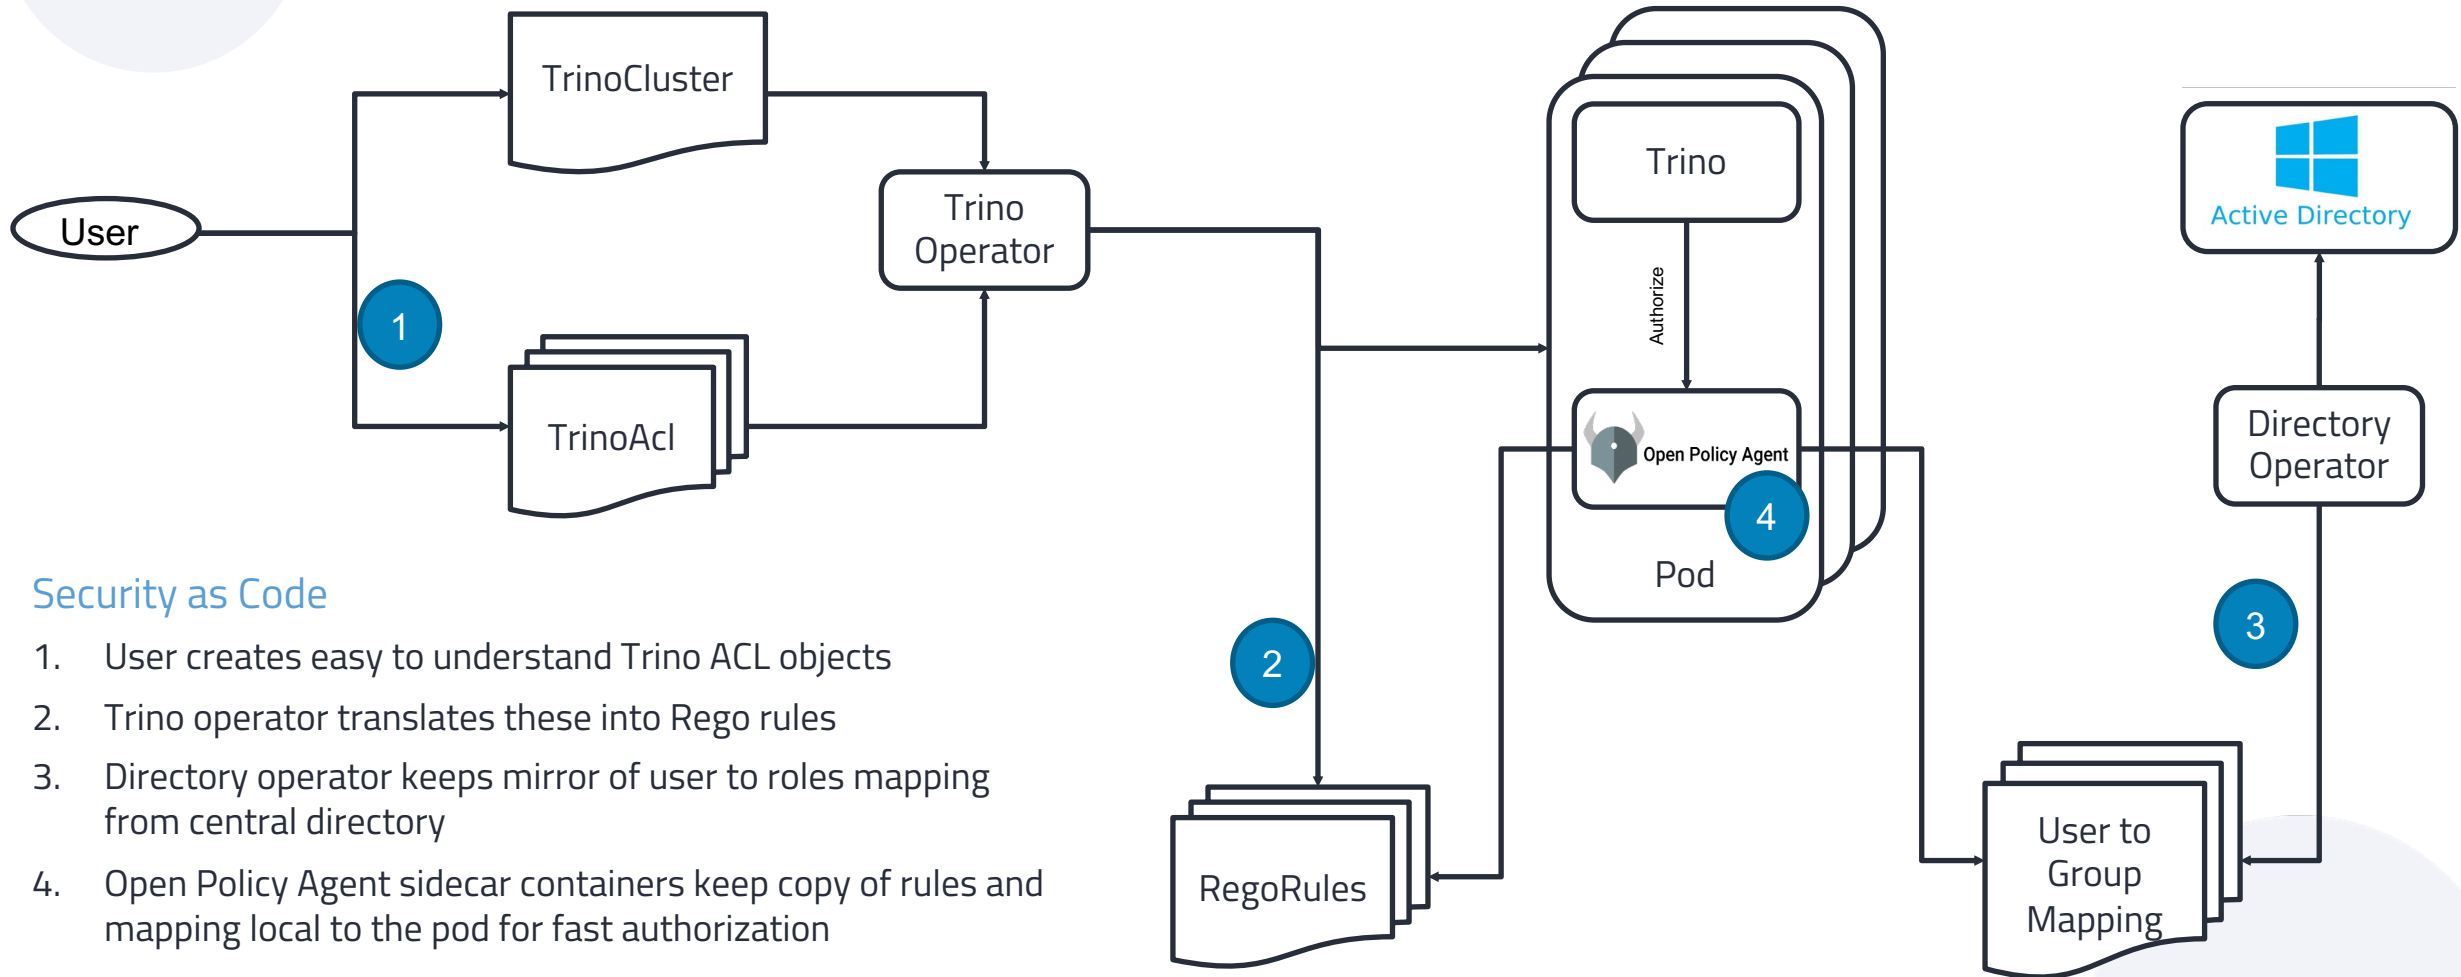 TrinoCluster
User
Trino
Operator
1
TrinoAcl
Trino
Authorize
Open Policy Agent
4
Pod
Active Directory
Directory
Operator
3
2
RegoRules
User to
Group
Mapping
Security as Code
1. User creates easy to understand Trino ACL objects
2. Trino operator translates these into Rego rules
3. Directory operator keeps mirror of user to roles mapping
from central directory
4. Open Policy Agent sidecar containers keep copy of rules and
mapping local to the pod for fast authorization